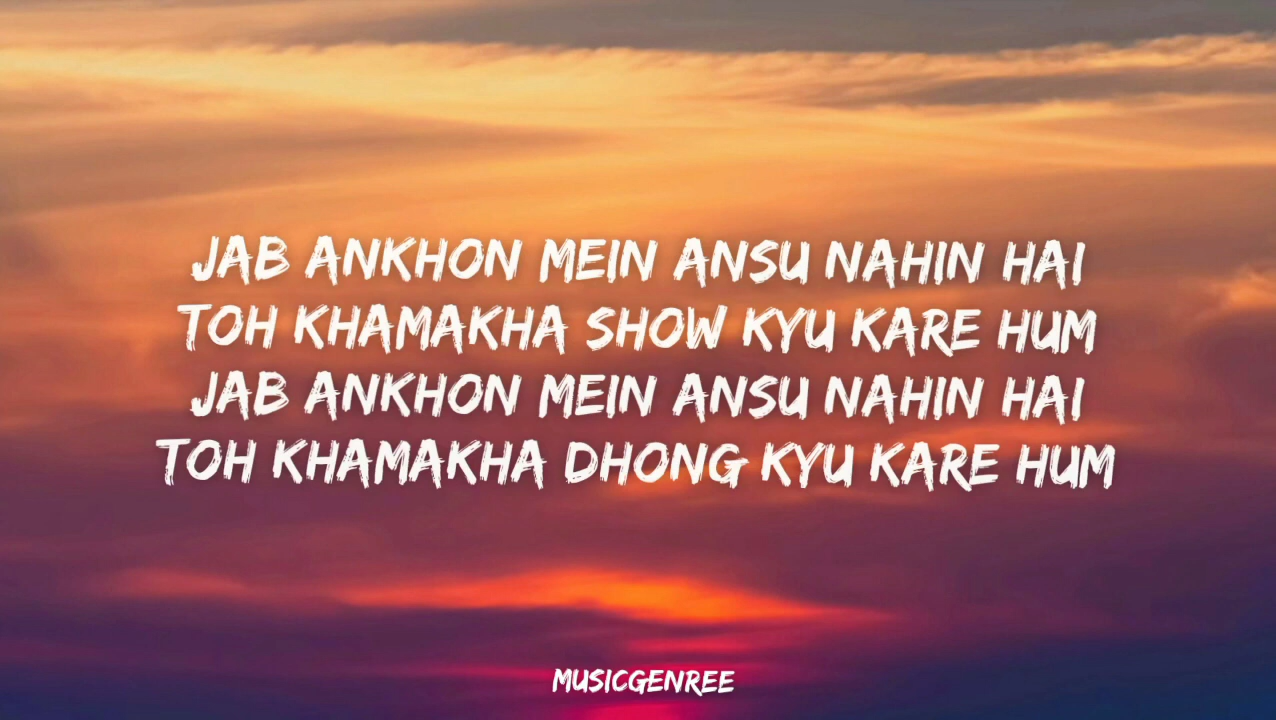 JAB ANKHON MEIN ANSU NAHIN HAI
TOH KHAMAKHA SHOW KYU KARE HUM
JAB ANKHON MEIN ANSU NAHIN HAI
TOH KHAMAKHA DHONG KYU KARE HUM
MUSICGENREE